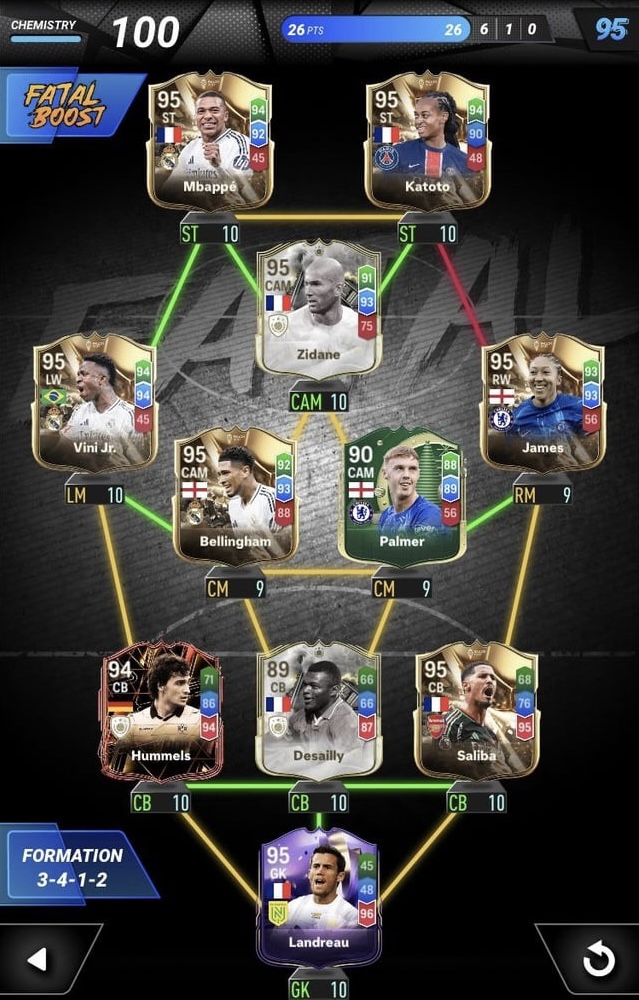 CHEMISTRY 100 26 PTS 26 6 1 0 95
FATAL
BOOST
95 ST 94 92 45 Mbappé
95 ST 94 90 48 Katoto
ST 10
ST 10
95 CAM 91 93 75 Zidane
CAM 10
95 LW 94 94 45 Vini Jr.
LM 10
95 RW 93 93 56 James
RM 9
95 CAM 92 93 88 Bellingham
CM 9
90 CAM 88 89 56 Palmer
CM 9
94 CB 71 86 94 Hummels
CB 10
89 CB 66 66 87 Desailly
CB 10
95 CB 68 76 95 Saliba
CB 10
FORMATION
3-4-1-2
95 GK 45 48 96 Landreau
GK 10
FATAL